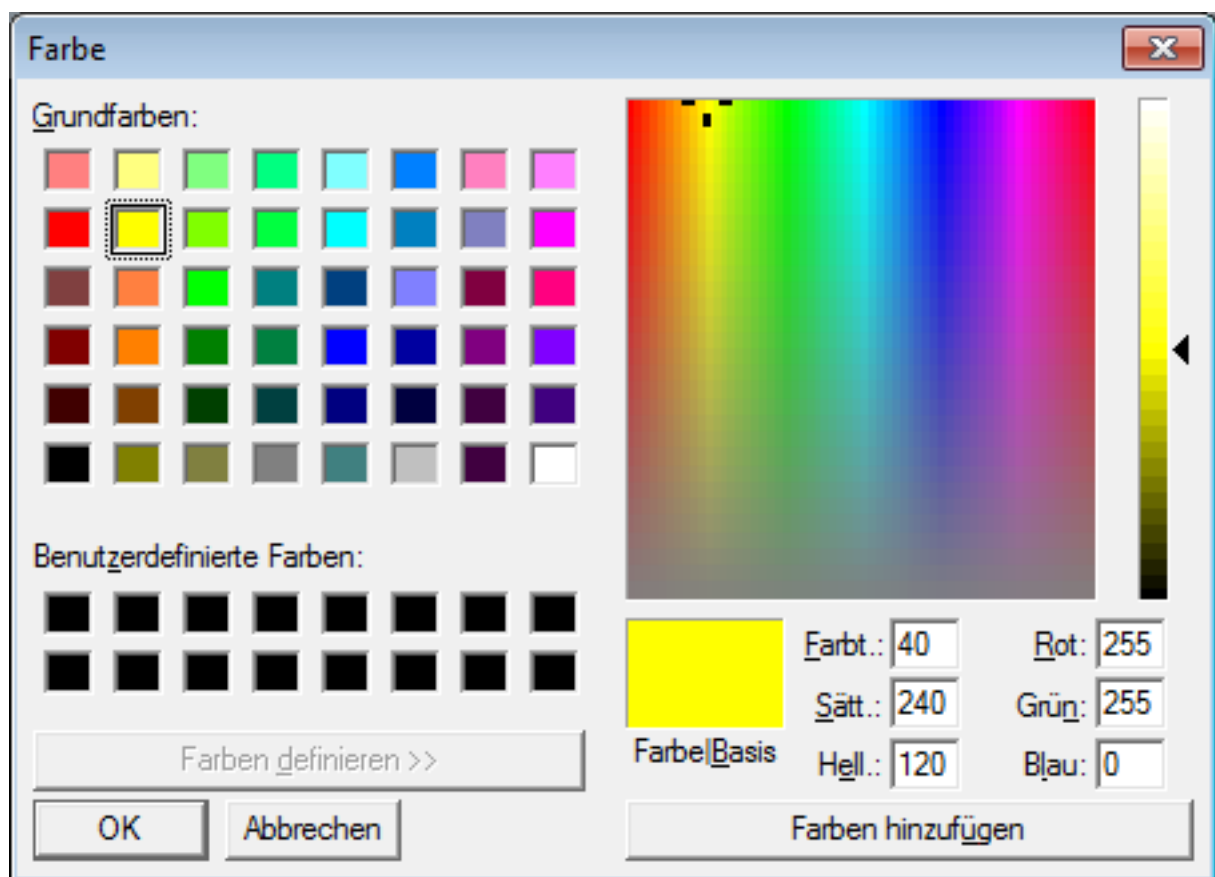 Farbe
Grundfarben:
Benutzerdefinierte Farben:
Farben definieren >>
OK
Abbrechen
Farbe|Basis
Farbt.: 40
Sätt.: 240
Hell.: 120
Rot: 255
Grün: 255
Blau: 0
Farben hinzufügen